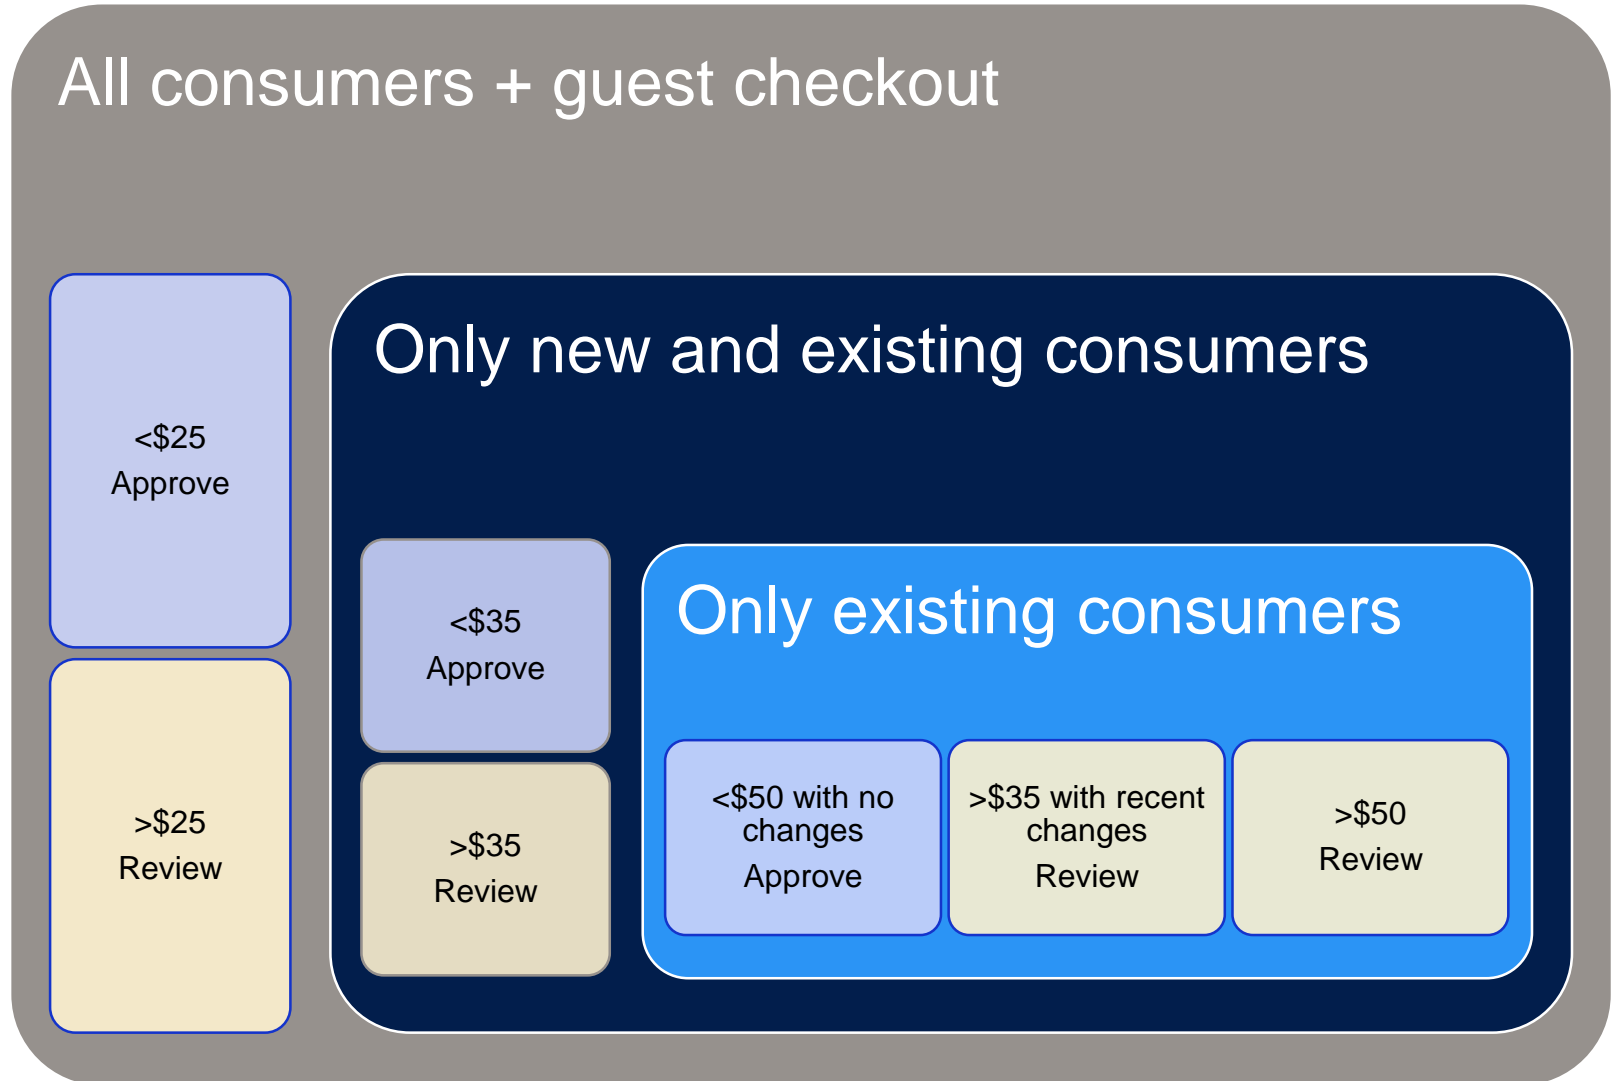 All consumers + guest checkout
<$25
Approve
>$25
Review
Only new and existing consumers
<$35
Approve
>$35
Review
Only existing consumers
<$50 with no
changes
Approve
>$35 with recent
changes
Review
>$50
Review